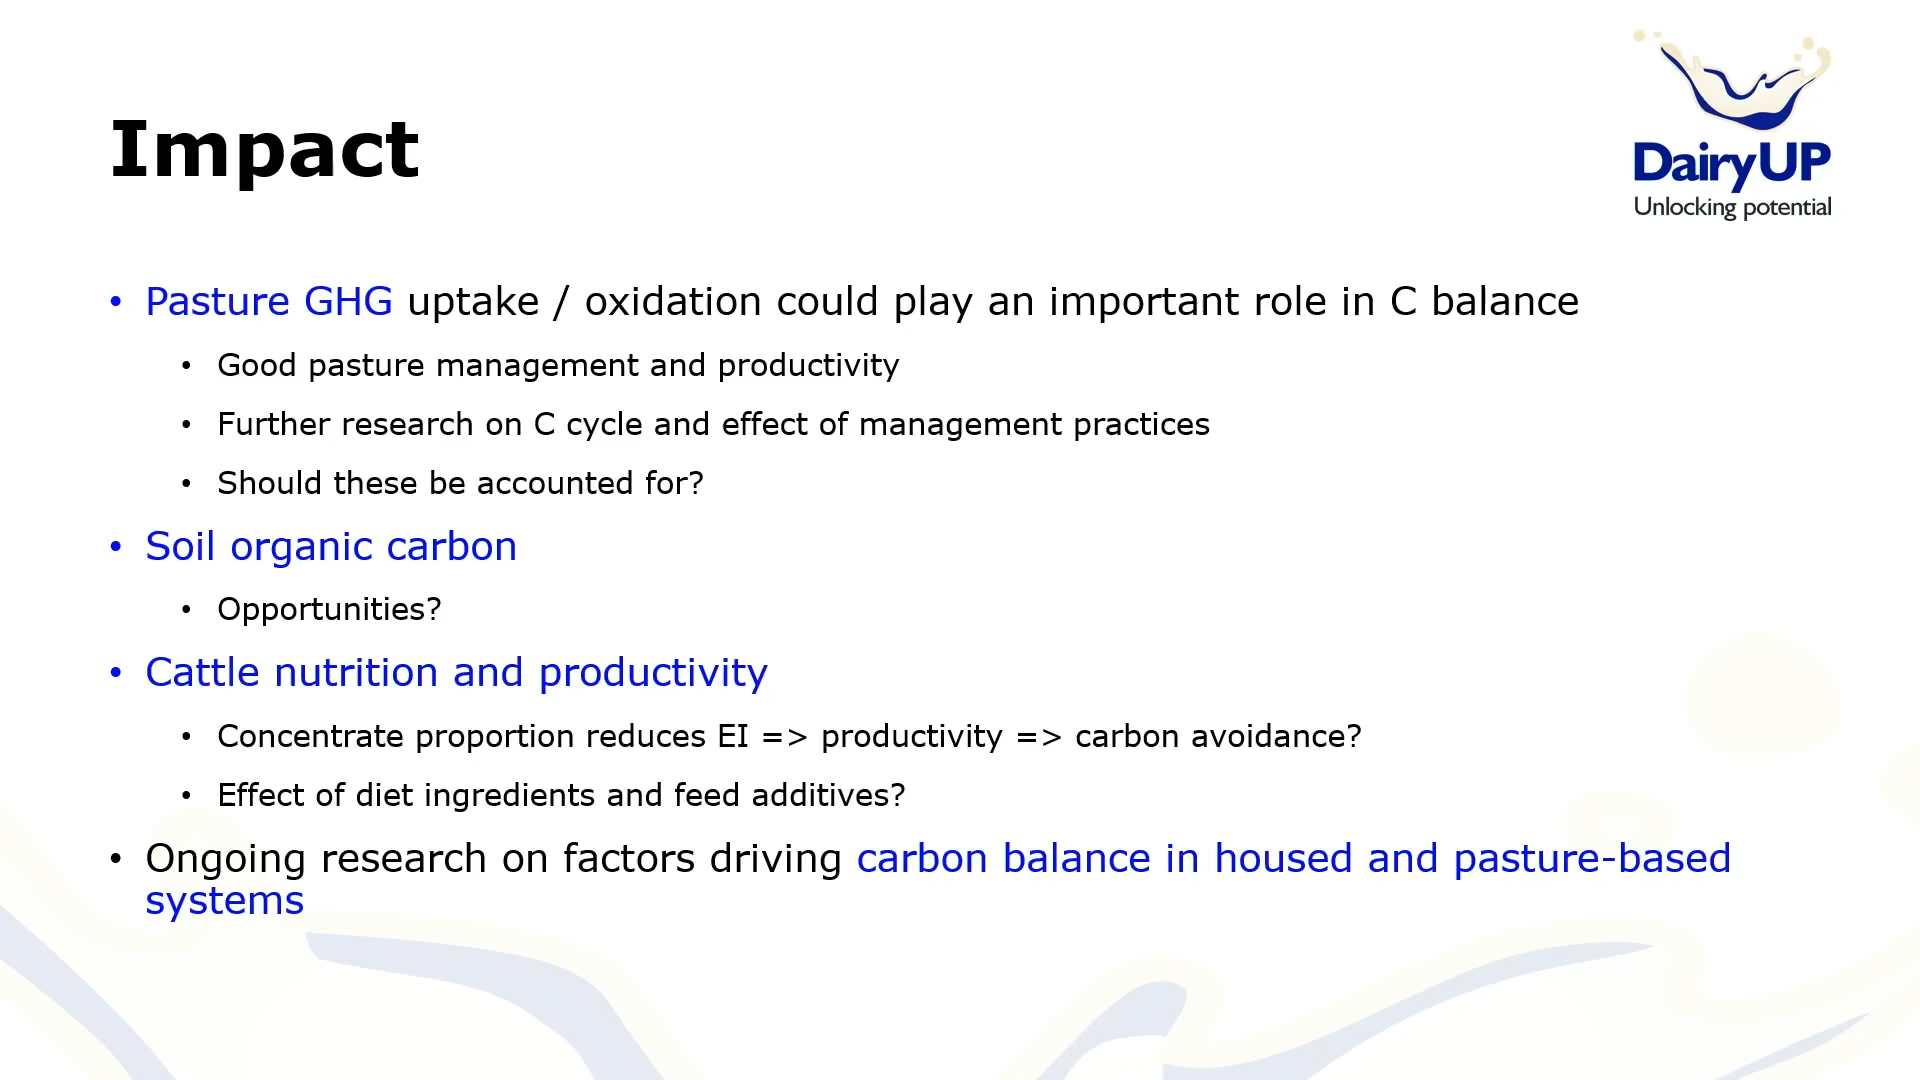 Impact
DairyUP
Unlocking potential
• Pasture GHG uptake / oxidation could play an important role in C balance
• Good pasture management and productivity
• Further research on C cycle and effect of management practices
• Should these be accounted for?
• Soil organic carbon
• Opportunities?
• Cattle nutrition and productivity
• Concentrate proportion reduces EI => productivity => carbon avoidance?
• Effect of diet ingredients and feed additives?
• Ongoing research on factors driving carbon balance in housed and pasture-based
systems